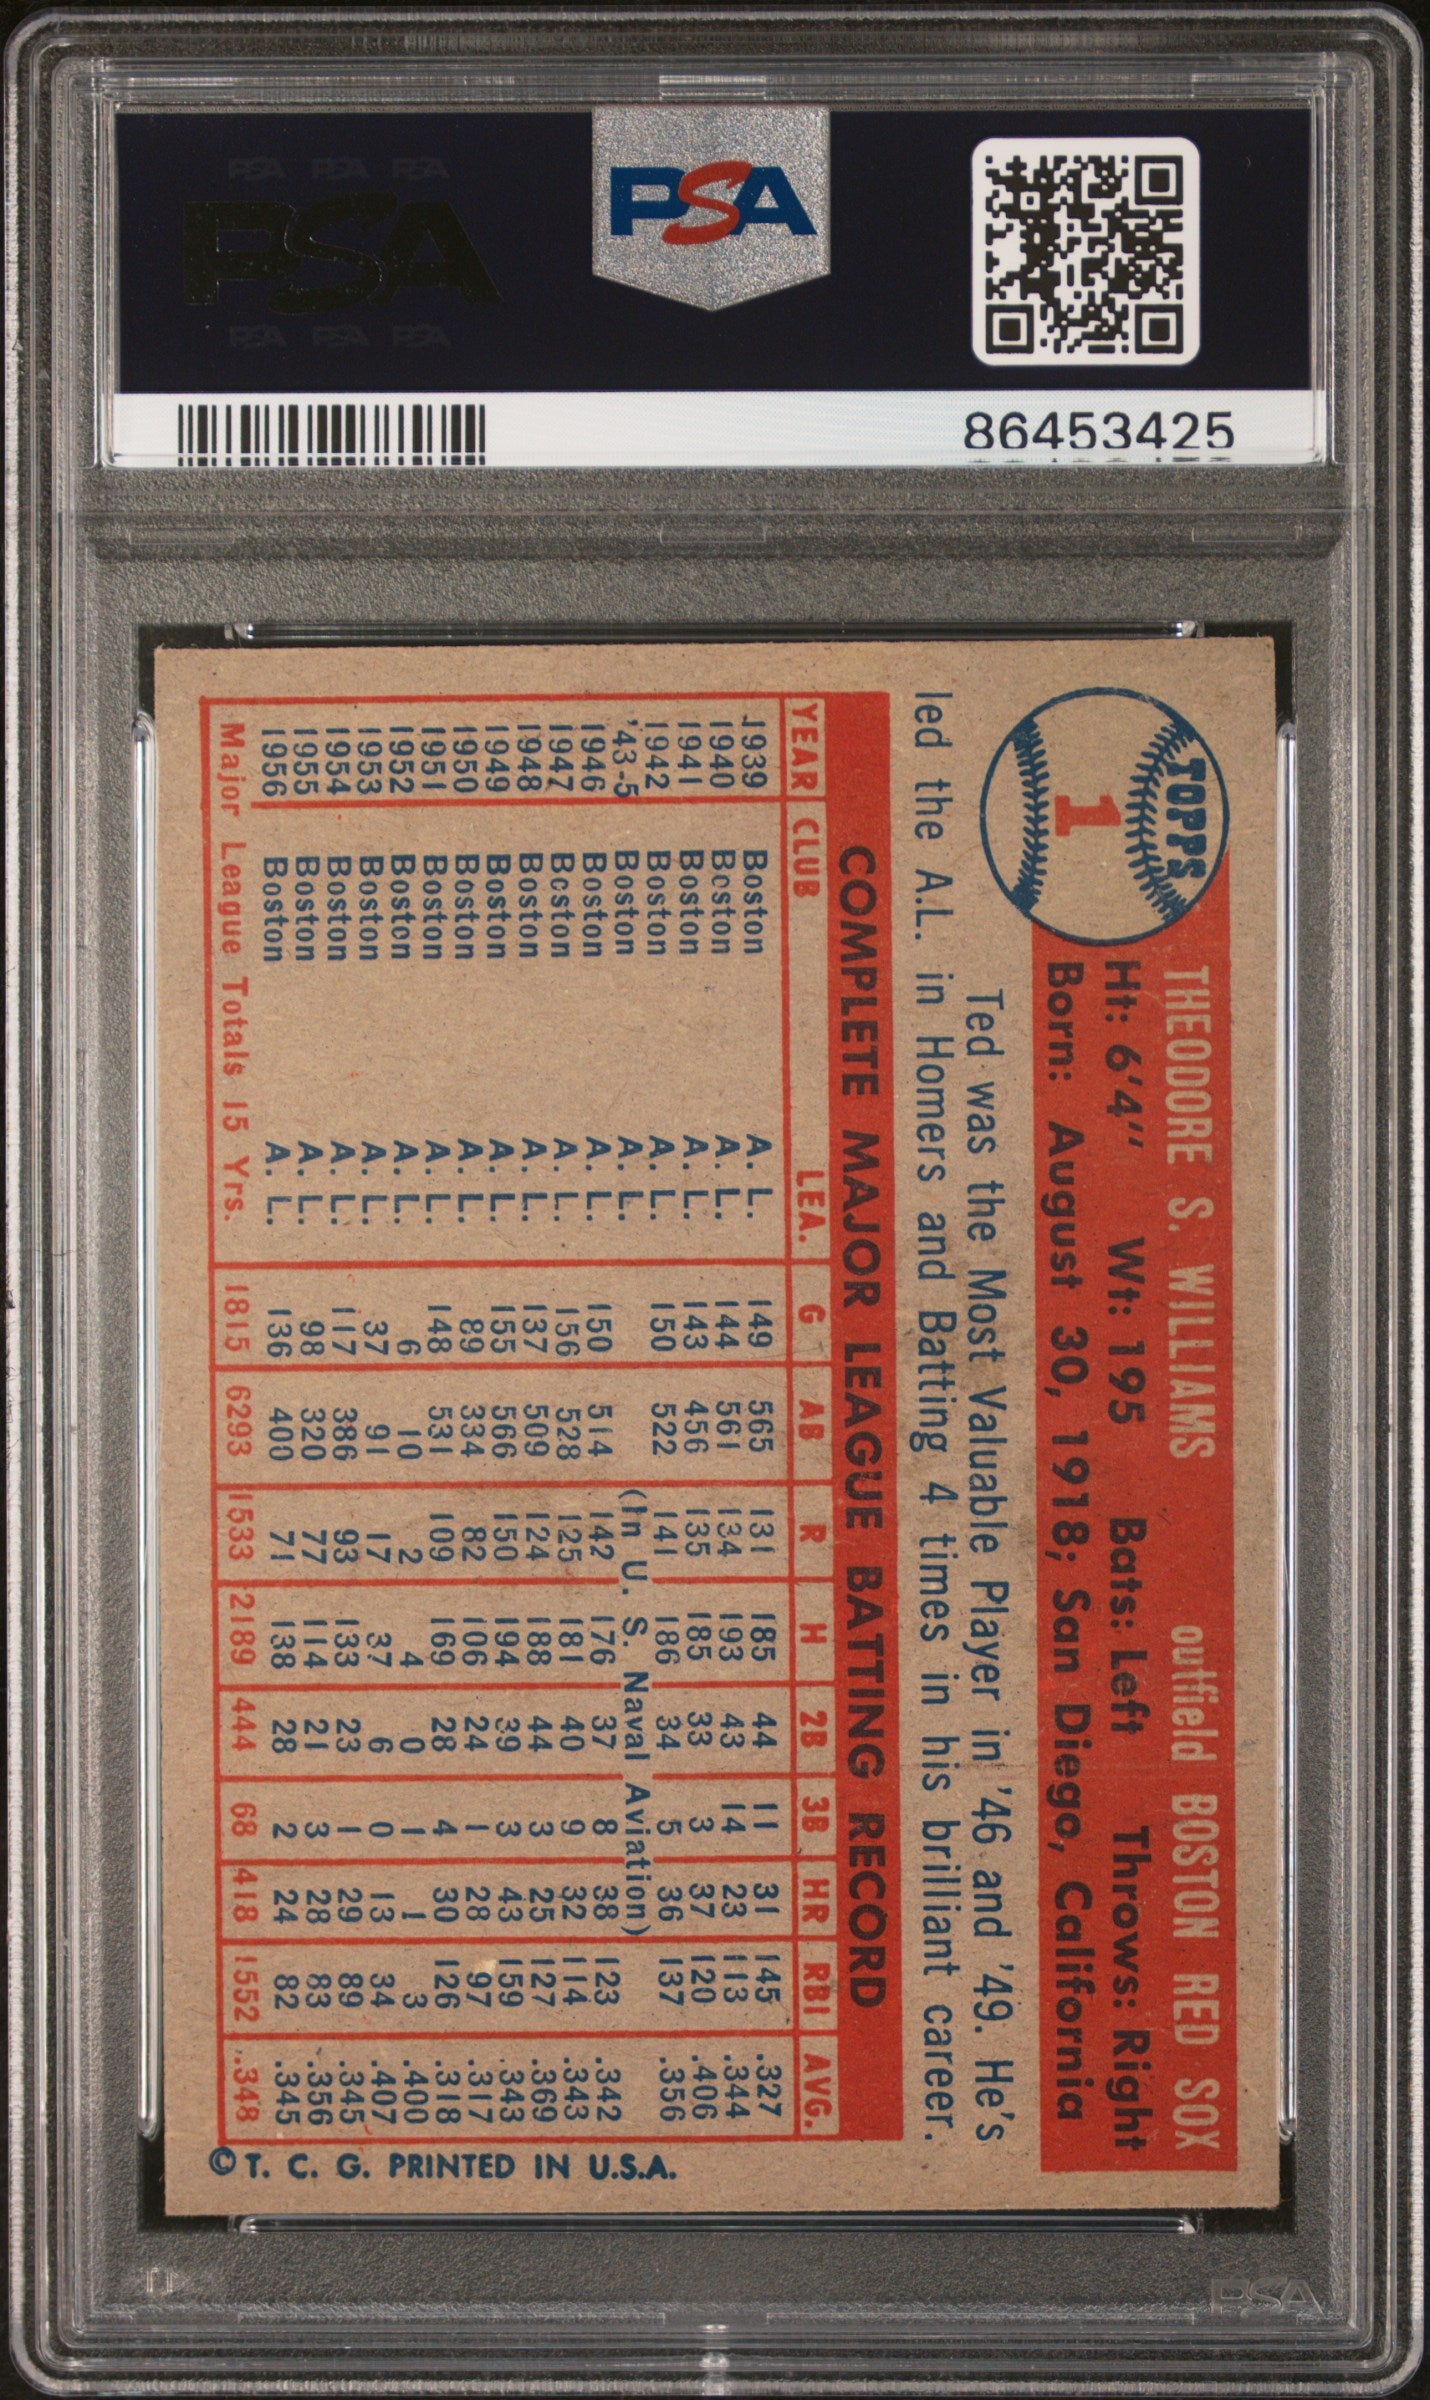 PSA PSA PSA
PSA
PSA PSA PSA
PSA
86453425
TOPPS
1
THEODORE S. WILLIAMS outfield BOSTON RED SOX
Ht: 6'4" Wt: 195 Bats: Left Throws: Right
Born: August 30, 1918; San Diego, California
Ted was the Most Valuable Player in '46 and '49. He's
led the A.L. in Homers and Batting 4 times in his brilliant career.
COMPLETE MAJOR LEAGUE BATTING RECORD
YEAR CLUB LEA. G AB R H 2B 3B HR RBI AVG.
1939 Boston A. L. 149 565 131 185 44 11 31 145 .327
1940 Boston A. L. 144 561 134 193 43 14 23 113 .344
1941 Boston A. L. 143 456 135 185 33 3 37 120 .406
1942 Boston A. L. 150 522 141 186 34 5 36 137 .356
'43-5 Boston A. L. (In U. S. Naval Aviation)
1946 Boston A. L. 150 514 142 176 37 8 38 123 .342
1947 Boston A. L. 156 528 125 181 40 9 32 114 .343
1948 Boston A. L. 137 509 124 188 44 3 25 127 .369
1949 Boston A. L. 155 566 150 194 39 3 43 159 .343
1950 Boston A. L. 89 334 82 106 24 1 28 97 .317
1951 Boston A. L. 148 531 109 169 28 4 30 126 .318
1952 Boston A. L. 6 10 2 4 0 1 1 3 .400
1953 Boston A. L. 37 91 17 37 6 0 13 34 .407
1954 Boston A. L. 117 386 93 133 23 1 29 89 .345
1955 Boston A. L. 98 320 77 114 21 3 28 83 .356
1956 Boston A. L. 136 400 71 138 28 2 24 82 .345
Major League Totals 15 Yrs. 1815 6293 1533 2189 444 68 418 1552 .348
© T. C. G. PRINTED IN U.S.A.
PSA